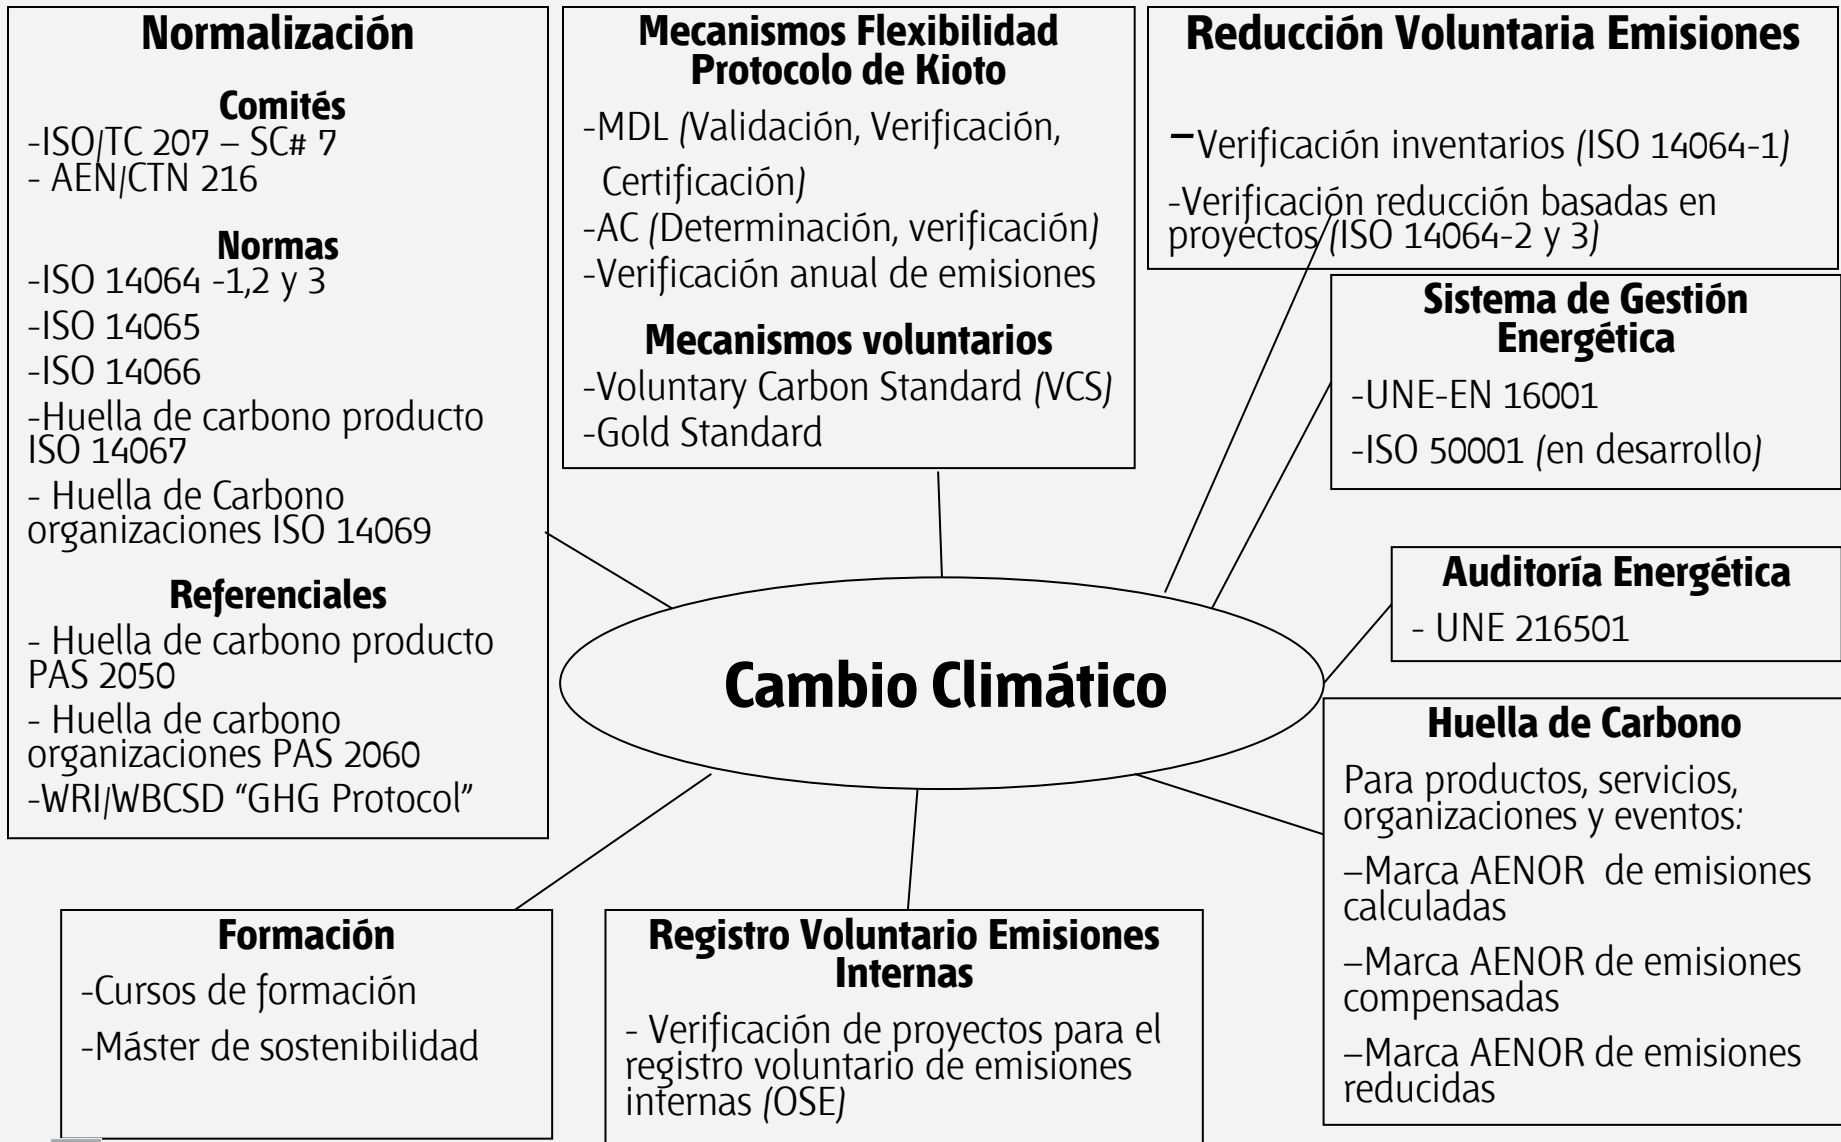 Normalización
Comités
-ISO/TC 207 – SC# 7
- AEN/CTN 216
Normas
-ISO 14064 -1,2 y 3
-ISO 14065
-ISO 14066
-Huella de carbono producto
ISO 14067
- Huella de Carbono
organizaciones ISO 14069
Referenciales
- Huella de carbono producto
PAS 2050
- Huella de carbono
organizaciones PAS 2060
-WRI/WBCSD “GHG Protocol”
Mecanismos Flexibilidad
Protocolo de Kioto
-MDL (Validación, Verificación,
Certificación)
-AC (Determinación, verificación)
-Verificación anual de emisiones
Mecanismos voluntarios
-Voluntary Carbon Standard (VCS)
-Gold Standard
Reducción Voluntaria Emisiones
–Verificación inventarios (ISO 14064-1)
-Verificación reducción basadas en
proyectos (ISO 14064-2 y 3)
Sistema de Gestión
Energética
-UNE-EN 16001
-ISO 50001 (en desarrollo)
Auditoría Energética
- UNE 216501
Cambio Climático
Huella de Carbono
Para productos, servicios,
organizaciones y eventos:
–Marca AENOR  de emisiones
calculadas
–Marca AENOR de emisiones
compensadas
–Marca AENOR de emisiones
reducidas
Formación
-Cursos de formación
-Máster de sostenibilidad
Registro Voluntario Emisiones
Internas
- Verificación de proyectos para el
registro voluntario de emisiones
internas (OSE)